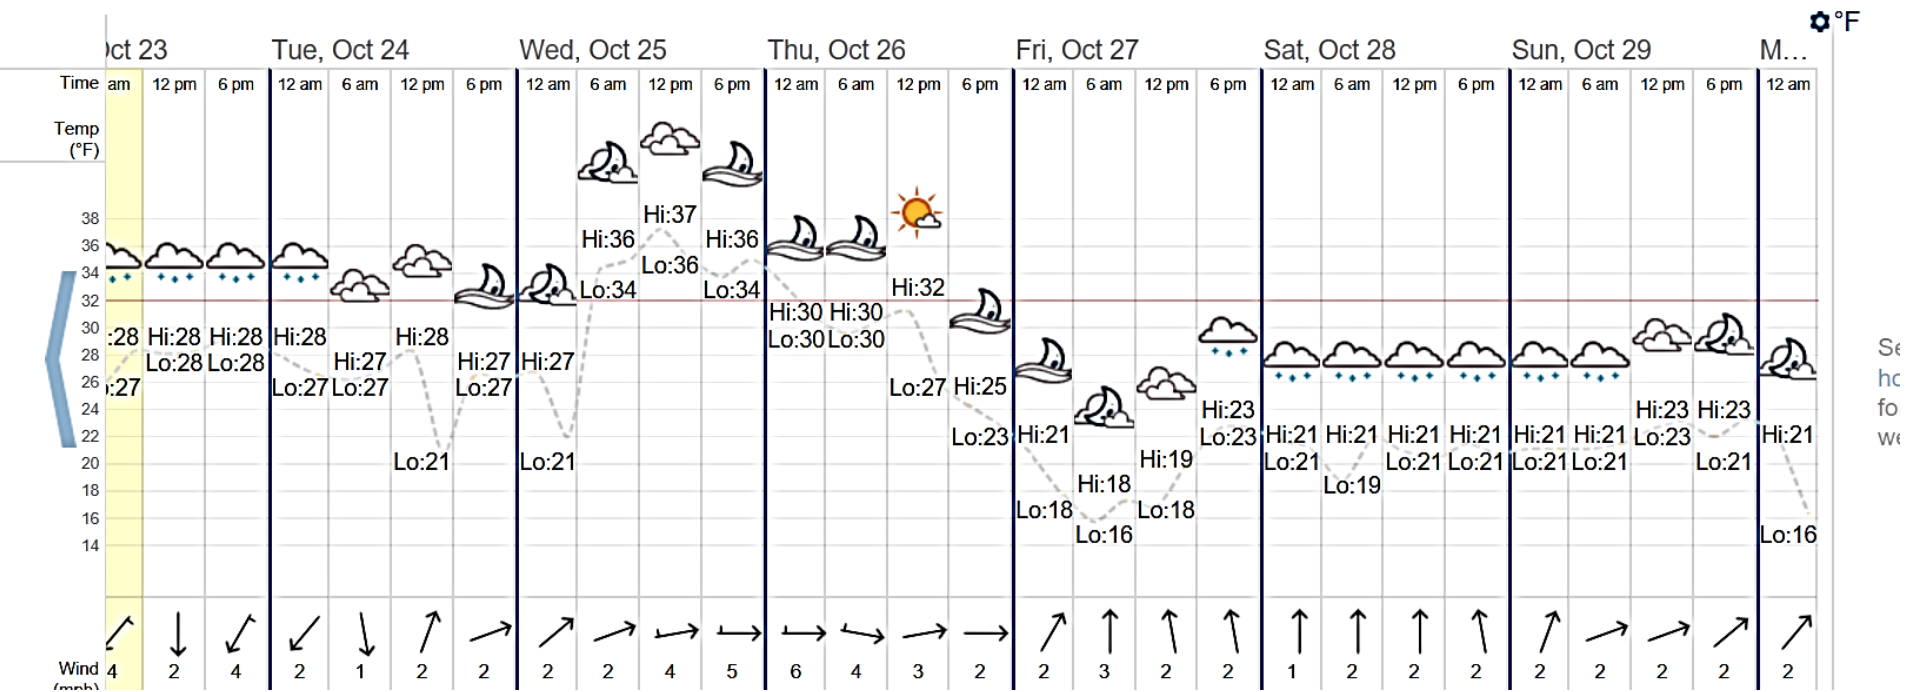 °F
Oct 23 Tue, Oct 24 Wed, Oct 25 Thu, Oct 26 Fri, Oct 27 Sat, Oct 28 Sun, Oct 29 M...
Time am 12 pm 6 pm 12 am 6 am 12 pm 6 pm 12 am 6 am 12 pm 6 pm 12 am 6 am 12 pm 6 pm 12 am 6 am 12 pm 6 pm 12 am 6 am 12 pm 6 pm 12 am 6 am 12 pm 6 pm 12 am
Temp
(°F)
38 Hi:37
36 Hi:36 Hi:36
Lo:36
34 Lo:34 Lo:34
32 Hi:32
30 :28 Hi:28 Hi:28 Hi:28 Hi:28 Hi:30 Hi:30
Lo:30 Lo:30
28 Lo:28 Lo:28 Hi:27 Hi:27 Hi:27
26 :27 Lo:27 Lo:27 Lo:27 Lo:27 Hi:25
24 Lo:23 Hi:23 Hi:23 Hi:23
22 Hi:21 Lo:23 Hi:21 Hi:21 Hi:21 Hi:21 Hi:21 Hi:21 Lo:23 Hi:21
20 Lo:21 Lo:21 Hi:19 Lo:21 Lo:21 Lo:21 Lo:21 Lo:21 Lo:21
18 Hi:18 Lo:19
16 Lo:18 Lo:18
14 Lo:16 Lo:16
Wind 4 2 4 2 1 2 2 2 2 4 5 6 4 3 2 2 3 2 2 1 2 2 2 2 2 2 2 2
(mph)
Se
ho
fo
we